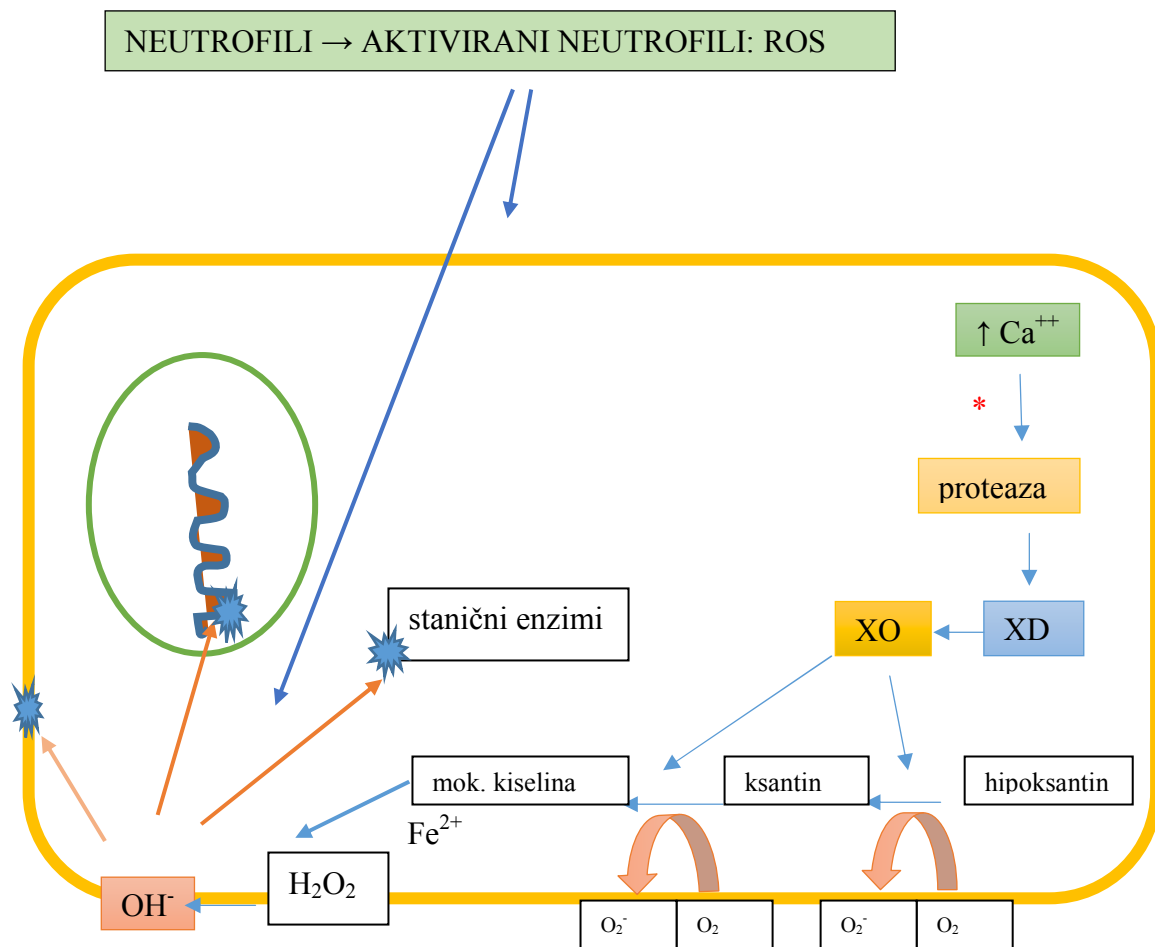 NEUTROFILI → AKTIVIRANI NEUTROFILI: ROS
↑ Ca⁺⁺
*
proteaza
stanični enzimi
XO
XD
mok. kiselina
ksantin
hipoksantin
Fe²⁺
H₂O₂
OH⁻
O₂⁻
O₂
O₂⁻
O₂